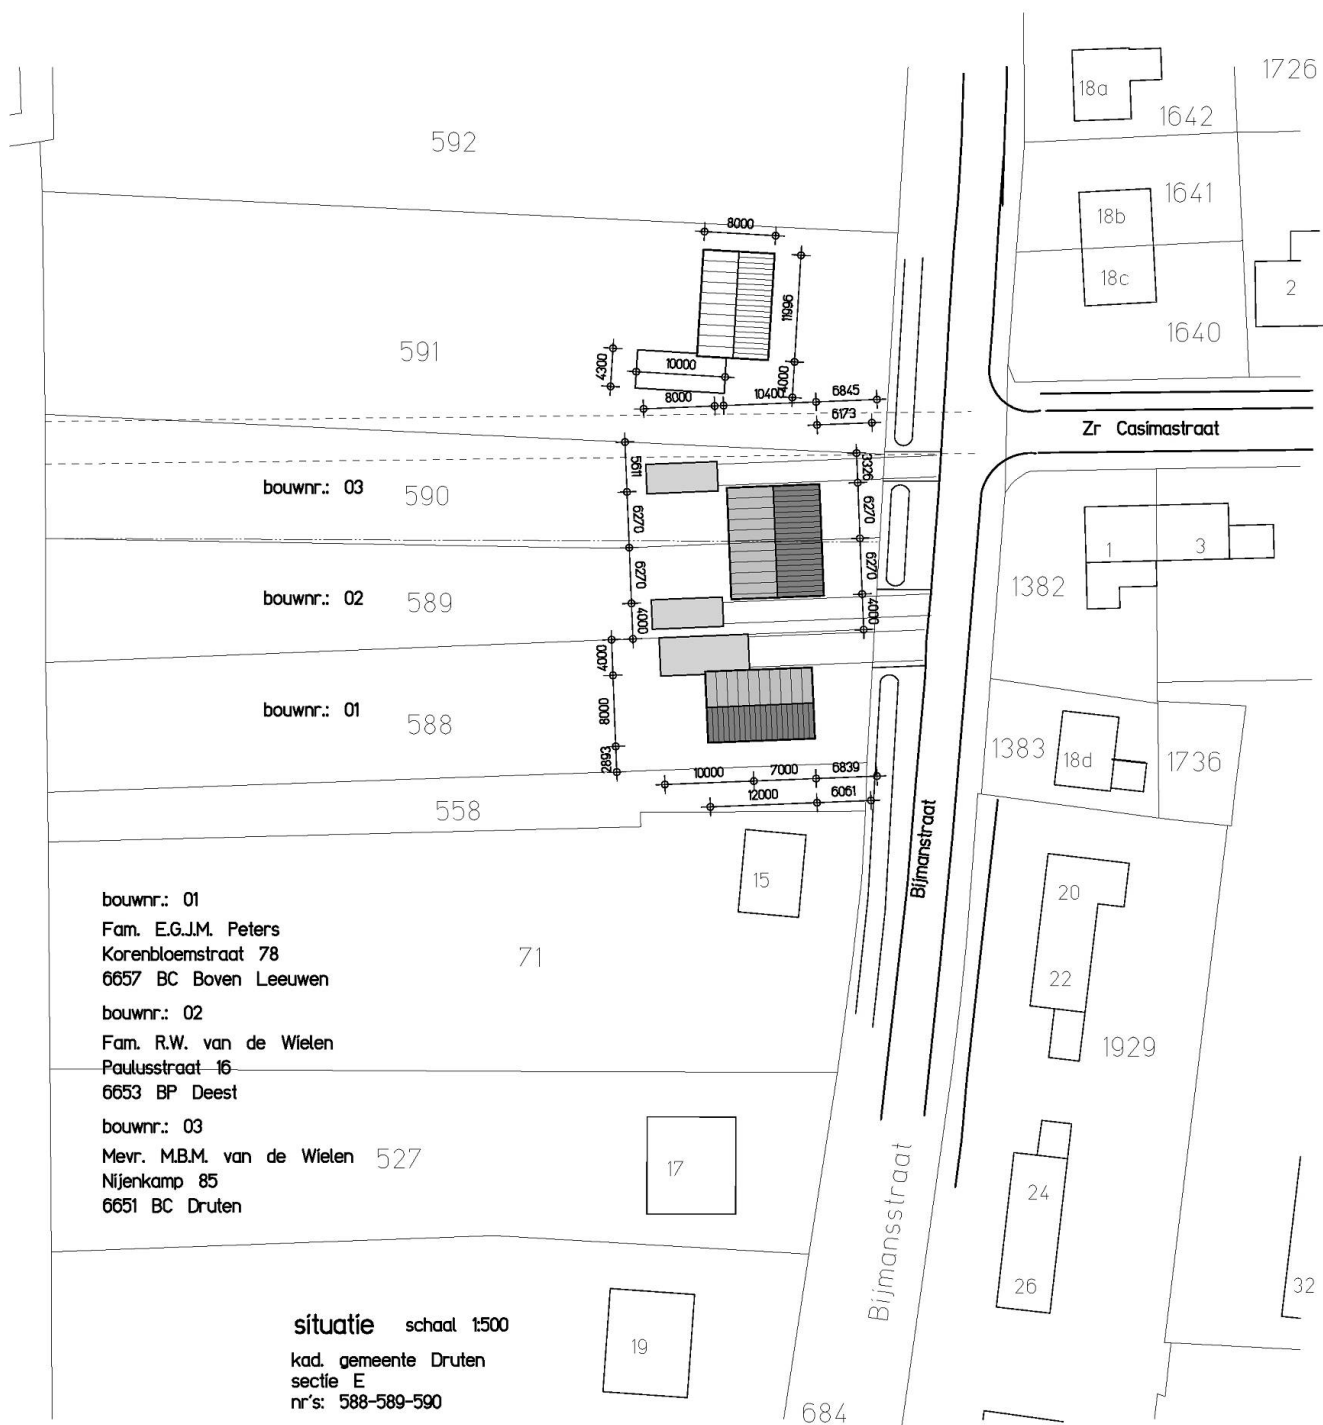 18a
1726
1642
592
1641
18b
8000
18c
2
11996
1640
591
4300
10000
4000
8000
10400
6845
6173
Zr Casimastraat
5611
3326
bouwnr.: 03
590
6270
6270
1
3
6270
6270
1382
bouwnr.: 02
589
4000
4000
4000
bouwnr.: 01
588
8000
1383
18d
1736
2893
10000
7000
6839
12000
6061
558
Bijmanstraat
15
20
bouwnr.: 01
Fam. E.G.J.M. Peters
Korenbloemstraat 78
6657 BC Boven Leeuwen
71
22
bouwnr.: 02
Fam. R.W. van de Wielen
Paulusstraat 16
6653 BP Deest
1929
bouwnr.: 03
Mevr. M.B.M. van de Wielen
Nijenkamp 85
6651 BC Druten
527
17
24
Bijmansstraat
26
32
situatie schaal 1:500
kad. gemeente Druten
sectie E
nr's: 588-589-590
19
684